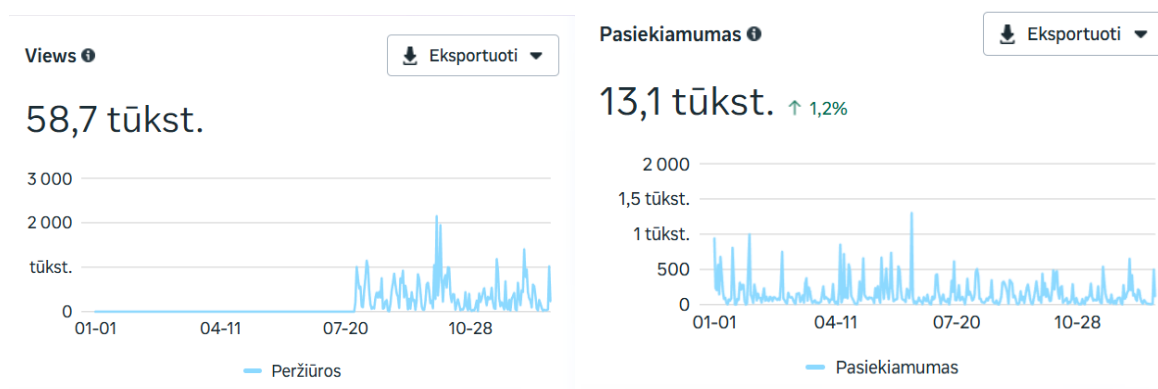 Views
Eksportuoti
58,7 tūkst.
3 000
2 000
tūkst.
0
01-01 04-11 07-20 10-28
Peržiūros
Pasiekiamumas
Eksportuoti
13,1 tūkst. ↑ 1,2%
2 000
1,5 tūkst.
1 tūkst.
500
0
01-01 04-11 07-20 10-28
Pasiekiamumas